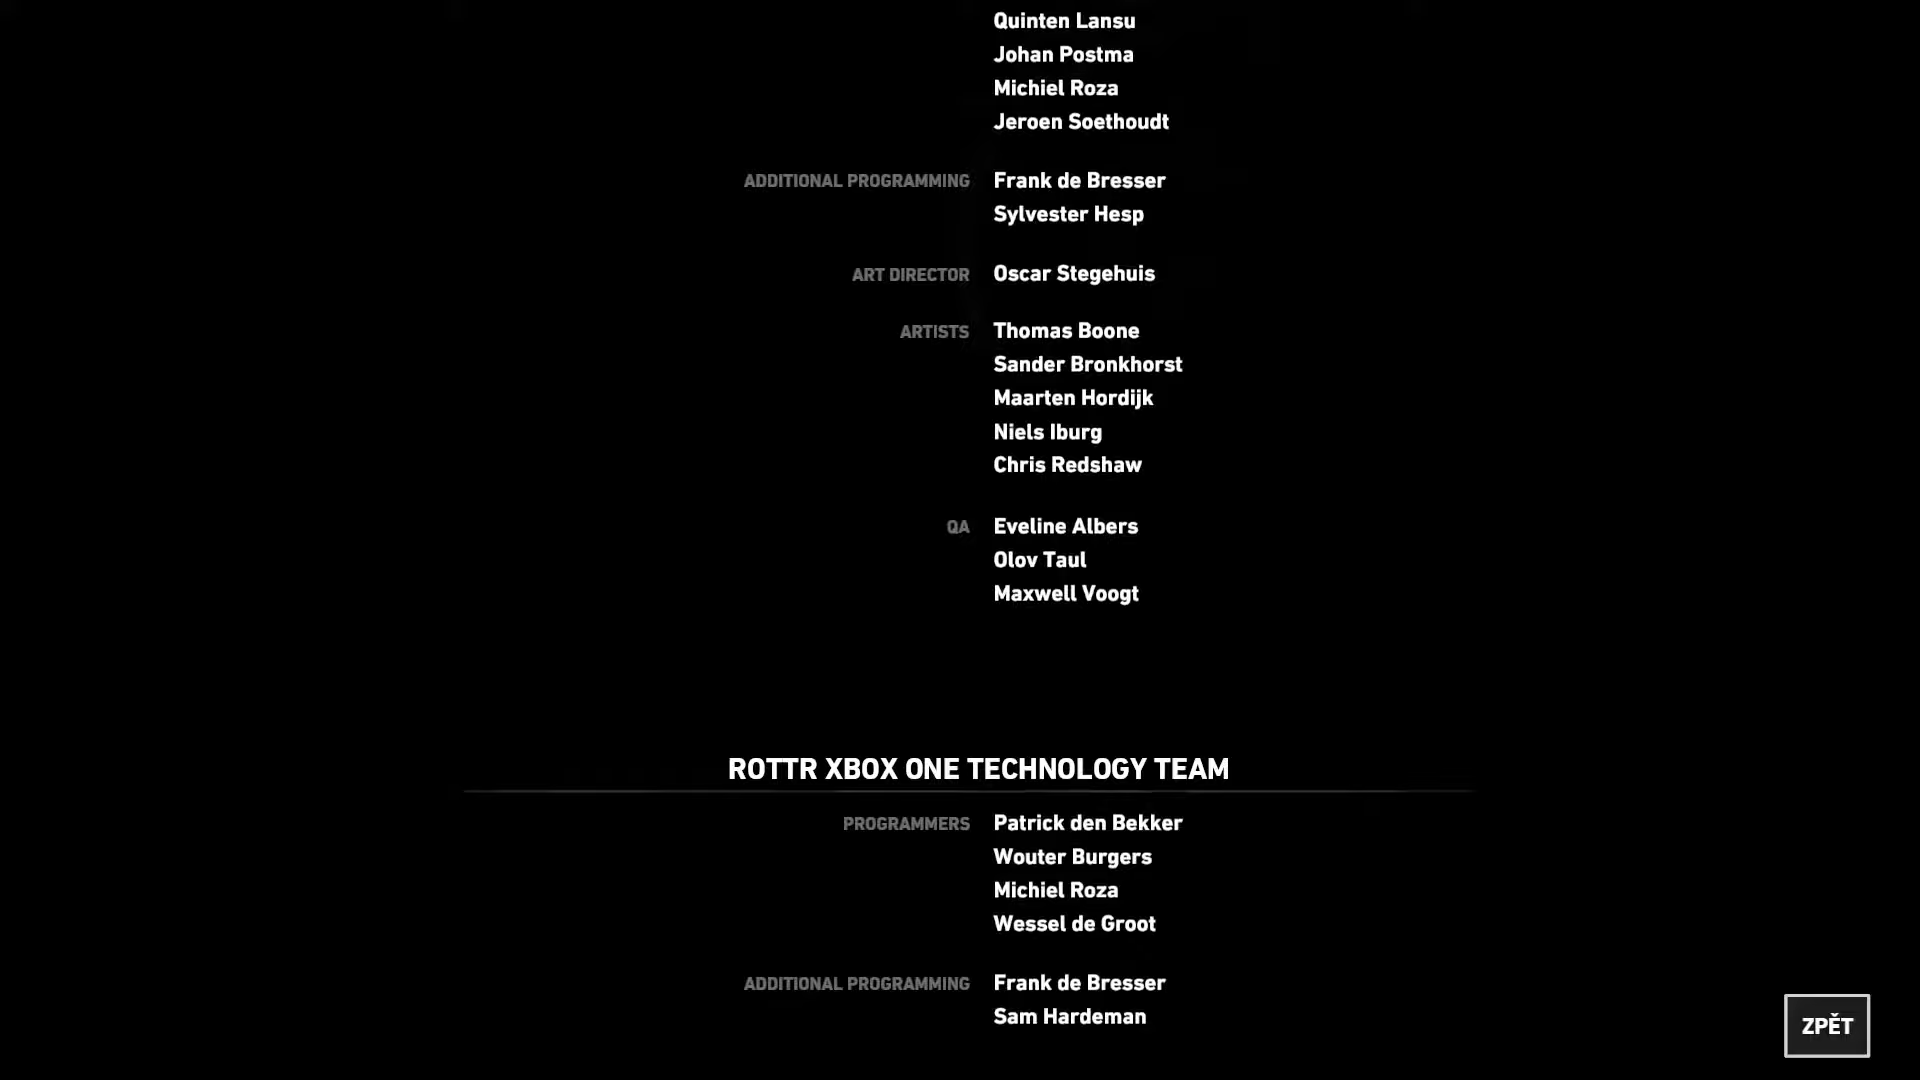 Quinten Lansu
Johan Postma
Michiel Roza
Jeroen Soethoudt
ADDITIONAL PROGRAMMING Frank de Bresser
Sylvester Hesp
ART DIRECTOR Oscar Stegehuis
ARTISTS Thomas Boone
Sander Bronkhorst
Maarten Hordijk
Niels Iburg
Chris Redshaw
QA Eveline Albers
Olov Taul
Maxwell Voogt
ROTTR XBOX ONE TECHNOLOGY TEAM
PROGRAMMERS Patrick den Bekker
Wouter Burgers
Michiel Roza
Wessel de Groot
ADDITIONAL PROGRAMMING Frank de Bresser
Sam Hardeman
ZPĚT